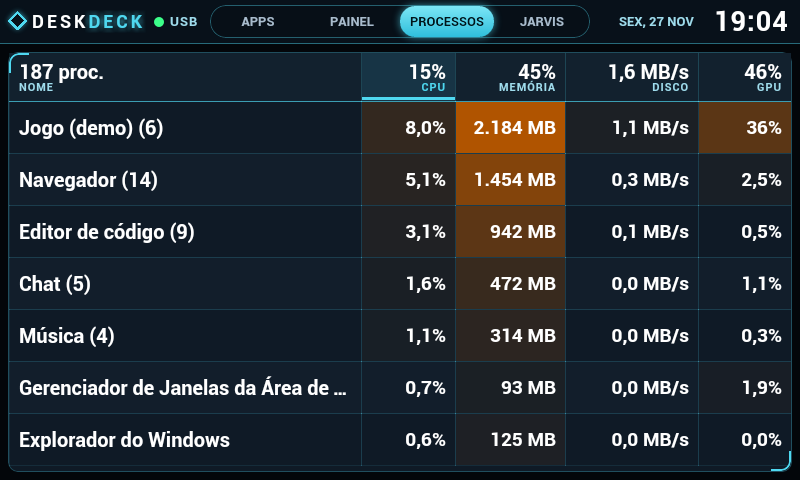 DESKDECK USB APPS PAINEL PROCESSOS JARVIS SEX, 27 NOV 19:04
187 proc. 15% 45% 1,6 MB/s 46%
NOME CPU MEMÓRIA DISCO GPU
Jogo (demo) (6) 8,0% 2.184 MB 1,1 MB/s 36%
Navegador (14) 5,1% 1.454 MB 0,3 MB/s 2,5%
Editor de código (9) 3,1% 942 MB 0,1 MB/s 0,5%
Chat (5) 1,6% 472 MB 0,0 MB/s 1,1%
Música (4) 1,1% 314 MB 0,0 MB/s 0,3%
Gerenciador de Janelas da Área de ... 0,7% 93 MB 0,0 MB/s 1,9%
Explorador do Windows 0,6% 125 MB 0,0 MB/s 0,0%